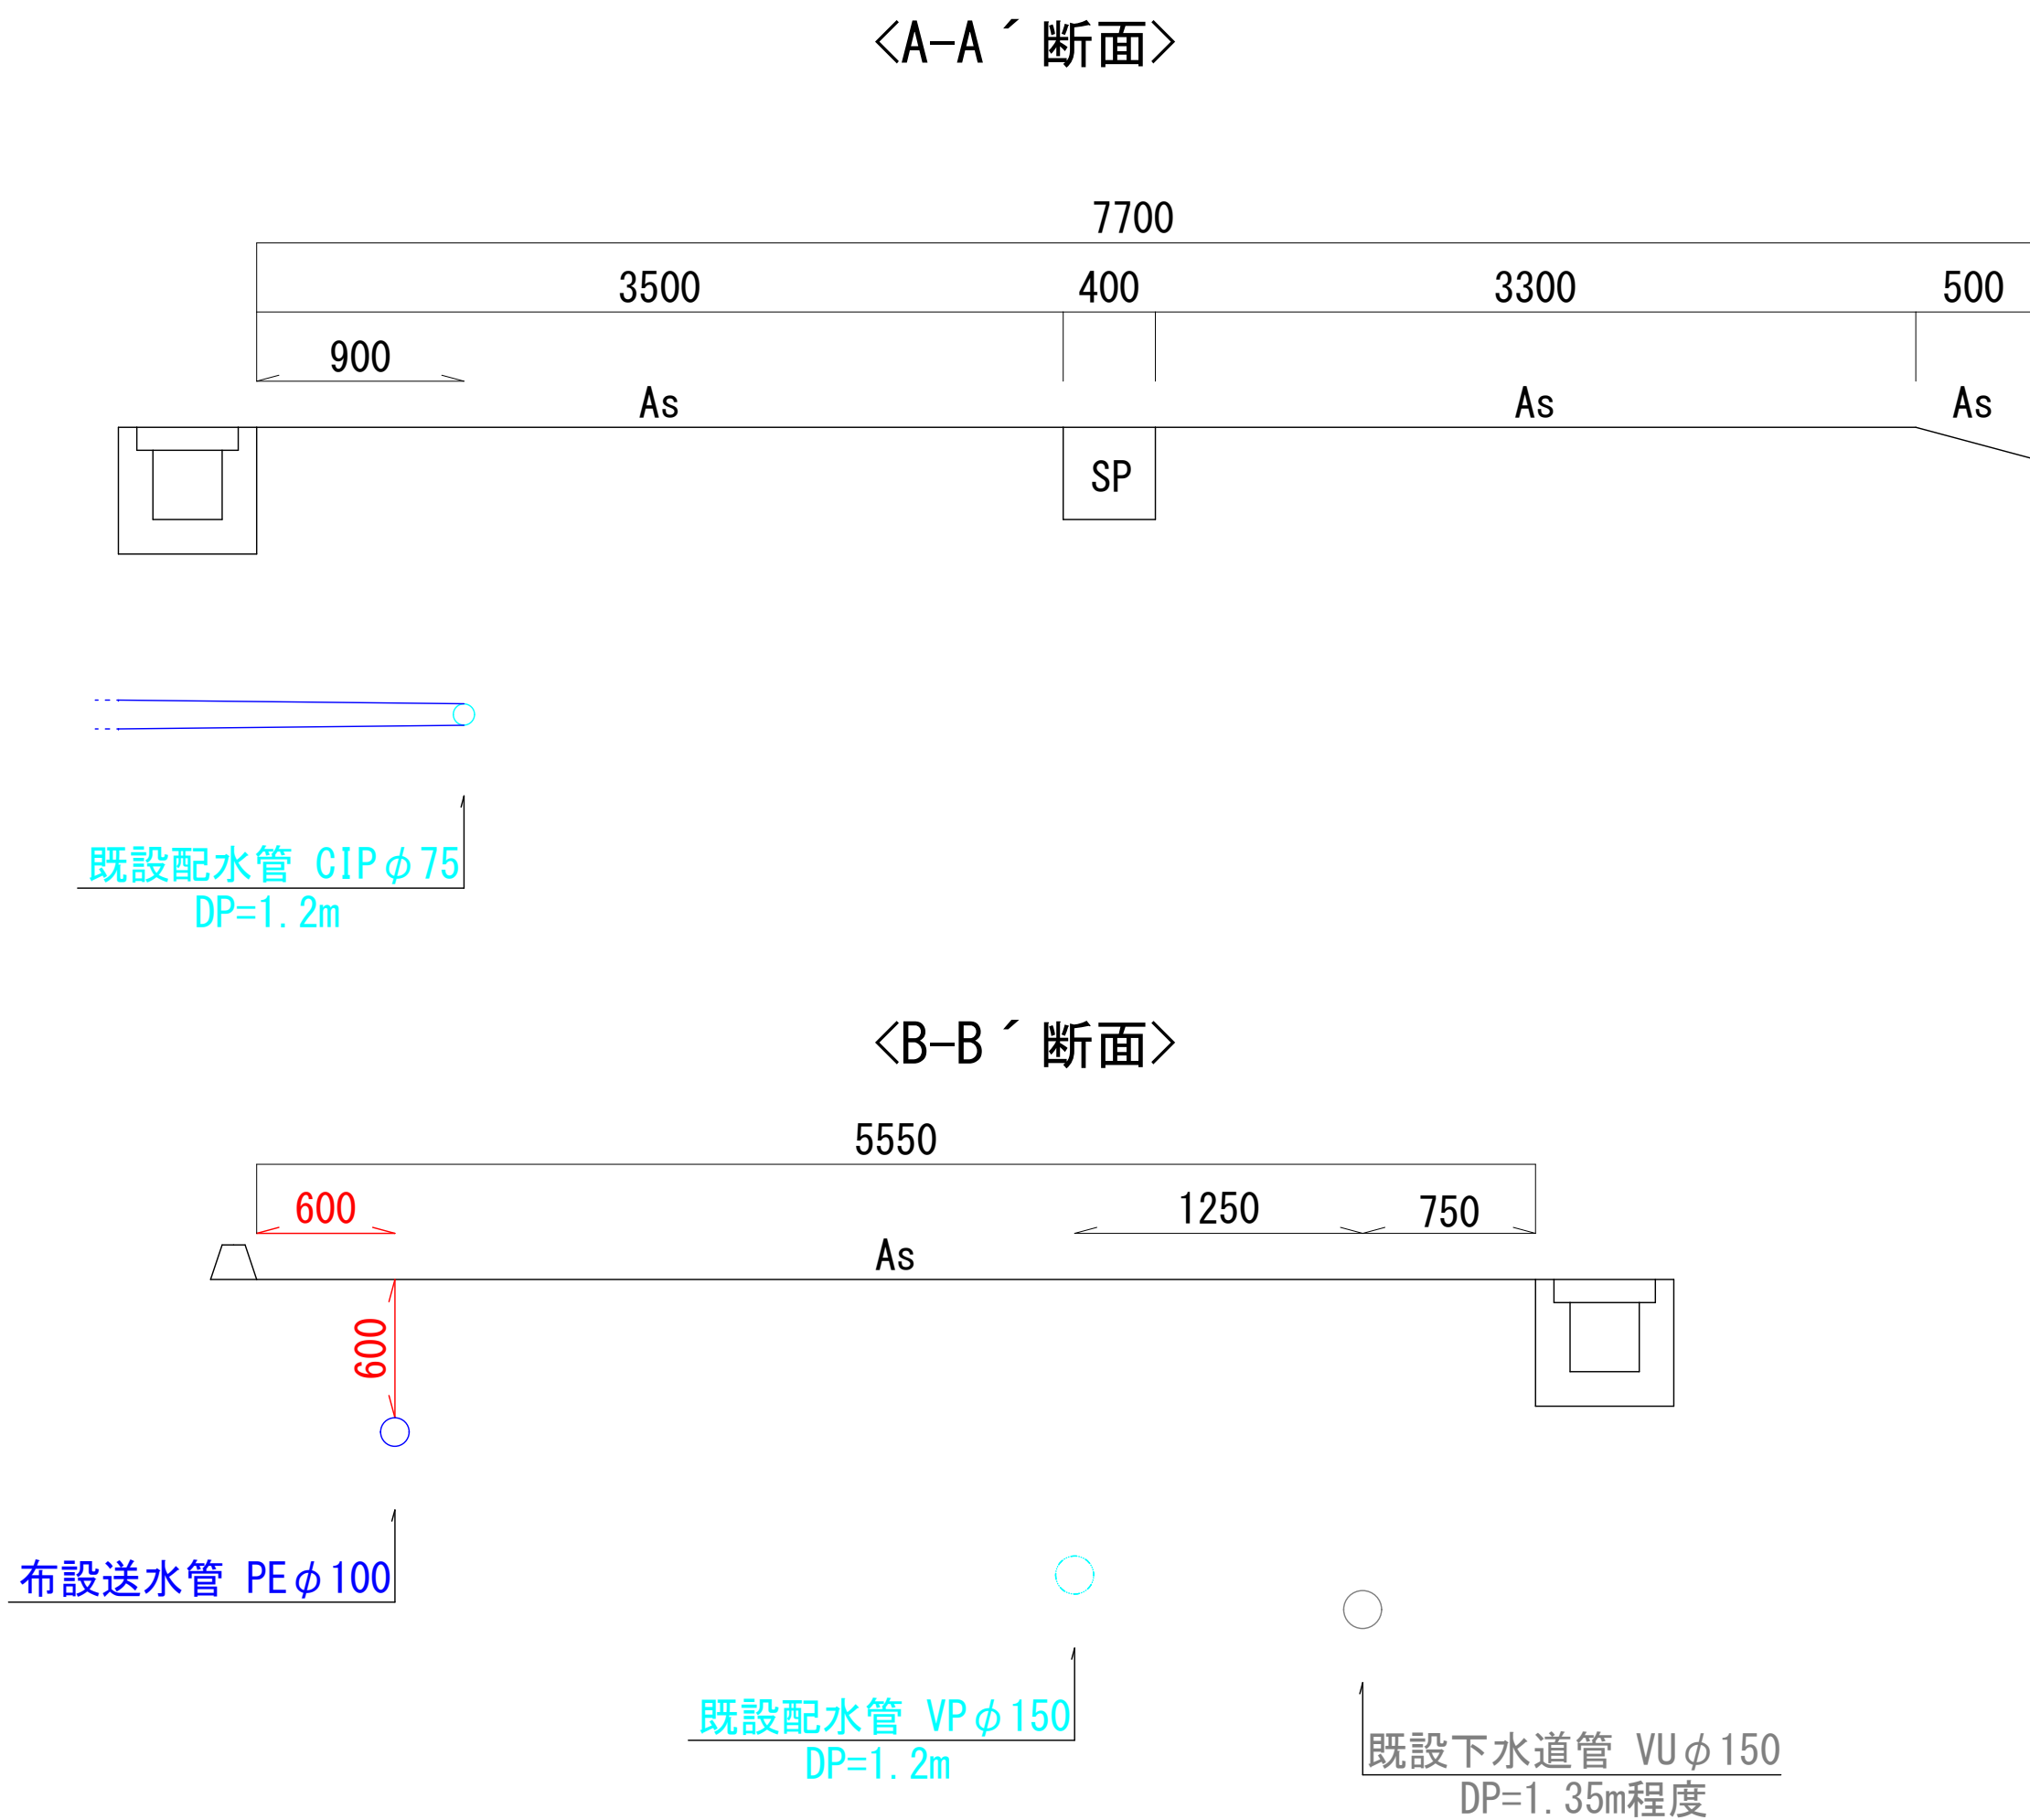 <A-A´断面>
7700
3500 400 3300 500
900
As As As
SP
既設配水管 CIPφ75
DP=1.2m
<B-B´断面>
5550
600 1250 750
As
600
布設送水管 PEφ100
既設配水管 VPφ150
DP=1.2m
既設下水道管 VUφ150
DP=1.35m程度